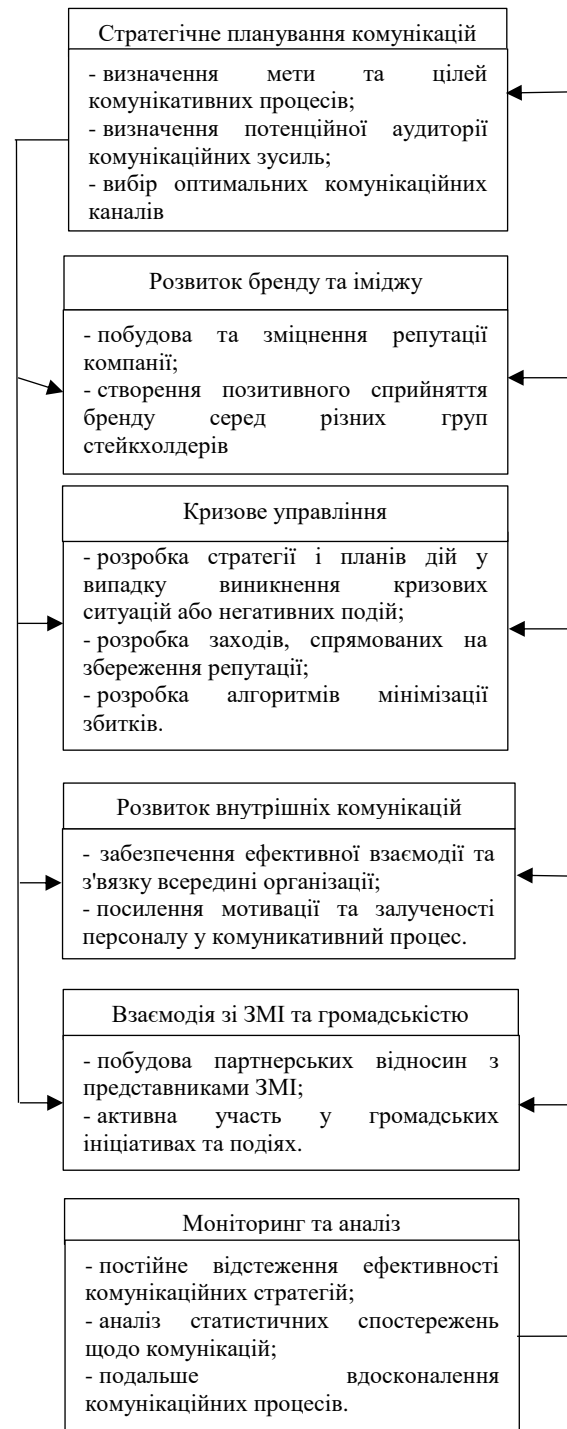 Стратегічне планування комунікацій
- визначення мети та цілей
комунікативних процесів;
- визначення потенційної аудиторії
комунікаційних зусиль;
- вибір оптимальних комунікаційних
каналів
Розвиток бренду та іміджу
- побудова та зміцнення репутації
компанії;
- створення позитивного сприйняття
бренду серед різних груп
стейкхолдерів
Кризове управління
- розробка стратегії і планів дій у
випадку виникнення кризових
ситуацій або негативних подій;
- розробка заходів, спрямованих на
збереження репутації;
- розробка алгоритмів мінімізації
збитків.
Розвиток внутрішніх комунікацій
- забезпечення ефективної взаємодії та
з'вязку всередині організації;
- посилення мотивації та залученості
персоналу у комуникативний процес.
Взаємодія зі ЗМІ та громадськістю
- побудова партнерських відносин з
представниками ЗМІ;
- активна участь у громадських
ініціативах та подіях.
Моніторинг та аналіз
- постійне відстеження ефективності
комунікаційних стратегій;
- аналіз статистичних спостережень
щодо комунікацій;
- подальше вдосконалення
комунікаційних процесів.